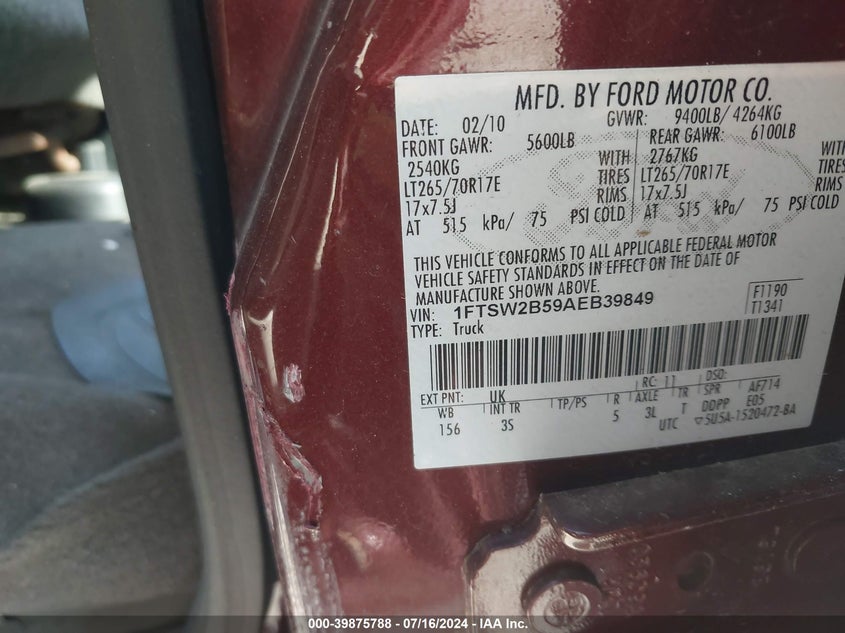 MFD. BY FORD MOTOR CO.
DATE: 02/10 GVWR: 9400LB/ 4264KG
FRONT GAWR: 5600LB REAR GAWR: 6100LB
2540KG WITH 2767KG WITH
LT265/70R17E TIRES LT265/70R17E TIRES
17x7.5J RIMS 17x7.5J RIMS
AT 515 kPa/ 75 PSI COLD AT 515 kPa/ 75 PSI COLD
THIS VEHICLE CONFORMS TO ALL APPLICABLE FEDERAL MOTOR
VEHICLE SAFETY STANDARDS IN EFFECT ON THE DATE OF
MANUFACTURE SHOWN ABOVE.
VIN: 1FTSW2B59AEB39849 F1190
TYPE: Truck T1341
EXT PNT: UK RC: 11 DSO:
WB INT TR TP/PS R AXLE TR SPR AF714
156 3S 5 3L T DDPP E05
UTC ▽5U5A-1520472-BA
000-39875788 - 07/16/2024 - IAA Inc.